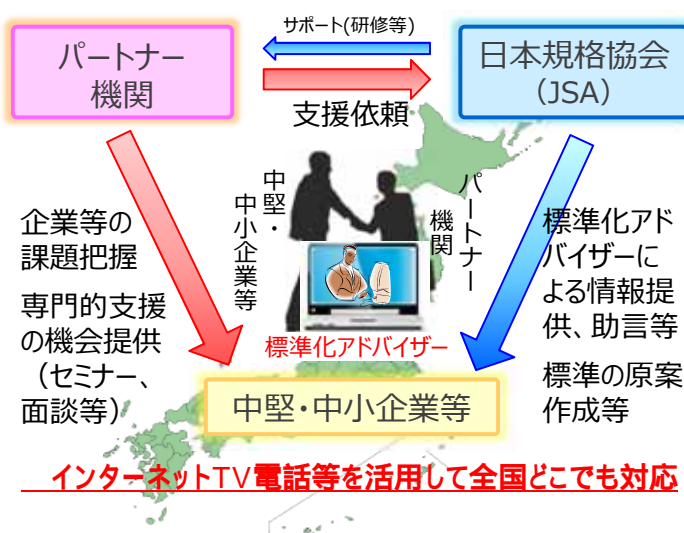 サポート(研修等)
パートナー
機関
日本規格協会
（JSA）
支援依頼
中堅・
中小企業等
パートナー
機関
企業等の
課題把握
専門的支援
の機会提供
（セミナー、
面談等）
標準化アド
バイザーに
よる情報提
供、助言等
標準の原案
作成等
標準化アドバイザー
中堅・中小企業等
インターネットTV電話等を活用して全国どこでも対応